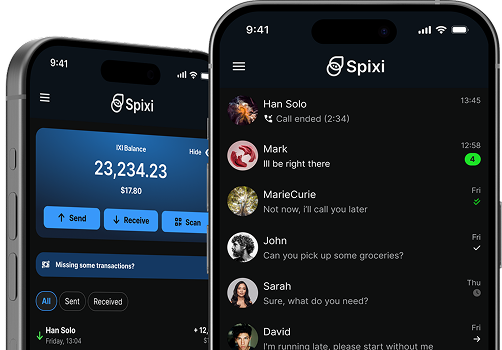 9:41
Spixi
IXI Balance
Hide
23,234.23
$17.80
Send
Receive
Scan
Missing some transactions?
All
Sent
Received
Han Solo
Friday, 13:04
+ 12,
9:41
Spixi
Han Solo
13:45
Call ended (2:34)
Mark
12:58
Ill be right there
4
MarieCurie
Fri
Not now, i'll call you later
John
Fri
Can you pick up some groceries?
Sarah
Thu
Sure, what do you need?
David
Fri
I'm running late, please start without me